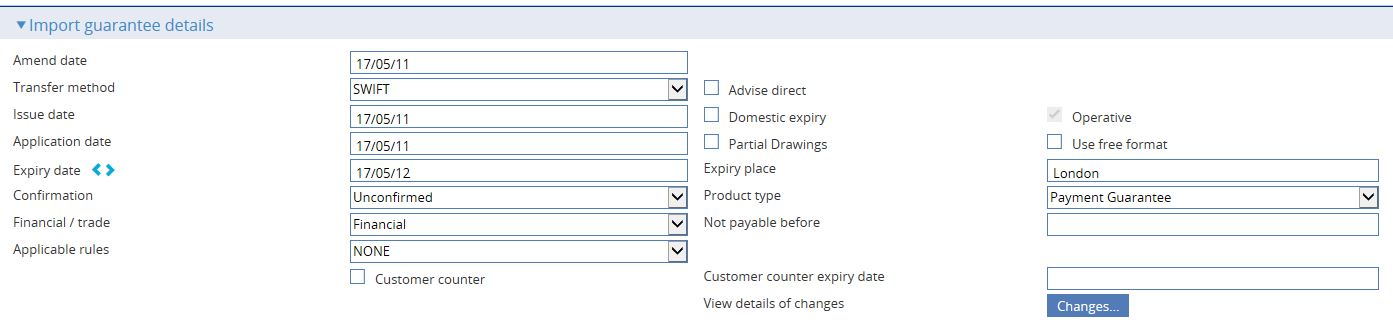 Import guarantee details
Amend date 17/05/11
Transfer method SWIFT Advise direct
Issue date 17/05/11 Domestic expiry Operative
Application date 17/05/11 Partial Drawings Use free format
Expiry date 17/05/12 Expiry place London
Confirmation Unconfirmed Product type Payment Guarantee
Financial / trade Financial Not payable before
Applicable rules NONE
Customer counter Customer counter expiry date
View details of changes Changes...